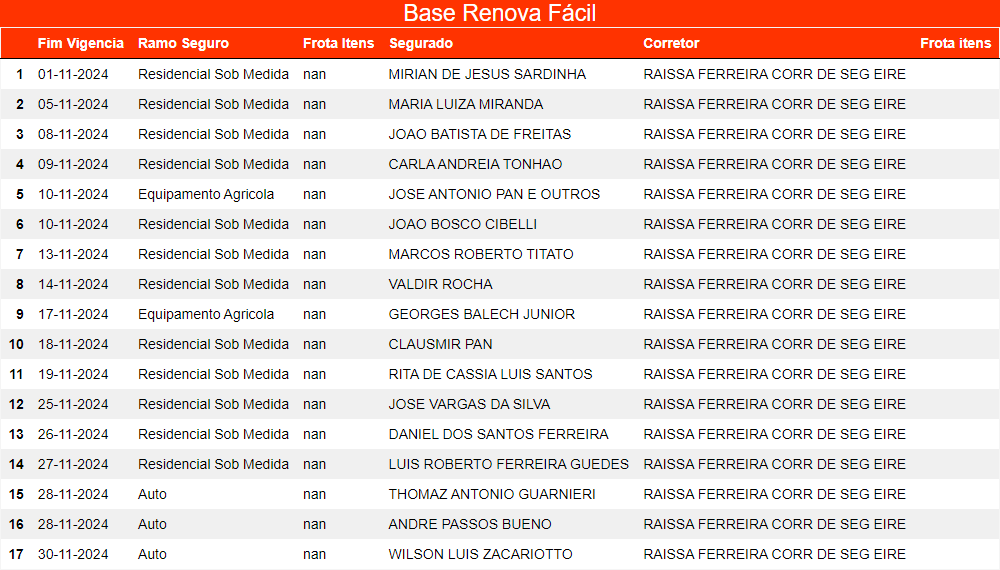 Base Renova Fácil
Fim Vigencia Ramo Seguro Frota Itens Segurado Corretor Frota itens
1 01-11-2024 Residencial Sob Medida nan MIRIAN DE JESUS SARDINHA RAISSA FERREIRA CORR DE SEG EIRE
2 05-11-2024 Residencial Sob Medida nan MARIA LUIZA MIRANDA RAISSA FERREIRA CORR DE SEG EIRE
3 08-11-2024 Residencial Sob Medida nan JOAO BATISTA DE FREITAS RAISSA FERREIRA CORR DE SEG EIRE
4 09-11-2024 Residencial Sob Medida nan CARLA ANDREIA TONHAO RAISSA FERREIRA CORR DE SEG EIRE
5 10-11-2024 Equipamento Agricola nan JOSE ANTONIO PAN E OUTROS RAISSA FERREIRA CORR DE SEG EIRE
6 10-11-2024 Residencial Sob Medida nan JOAO BOSCO CIBELLI RAISSA FERREIRA CORR DE SEG EIRE
7 13-11-2024 Residencial Sob Medida nan MARCOS ROBERTO TITATO RAISSA FERREIRA CORR DE SEG EIRE
8 14-11-2024 Residencial Sob Medida nan VALDIR ROCHA RAISSA FERREIRA CORR DE SEG EIRE
9 17-11-2024 Equipamento Agricola nan GEORGES BALECH JUNIOR RAISSA FERREIRA CORR DE SEG EIRE
10 18-11-2024 Residencial Sob Medida nan CLAUSMIR PAN RAISSA FERREIRA CORR DE SEG EIRE
11 19-11-2024 Residencial Sob Medida nan RITA DE CASSIA LUIS SANTOS RAISSA FERREIRA CORR DE SEG EIRE
12 25-11-2024 Residencial Sob Medida nan JOSE VARGAS DA SILVA RAISSA FERREIRA CORR DE SEG EIRE
13 26-11-2024 Residencial Sob Medida nan DANIEL DOS SANTOS FERREIRA RAISSA FERREIRA CORR DE SEG EIRE
14 27-11-2024 Residencial Sob Medida nan LUIS ROBERTO FERREIRA GUEDES RAISSA FERREIRA CORR DE SEG EIRE
15 28-11-2024 Auto nan THOMAZ ANTONIO GUARNIERI RAISSA FERREIRA CORR DE SEG EIRE
16 28-11-2024 Auto nan ANDRE PASSOS BUENO RAISSA FERREIRA CORR DE SEG EIRE
17 30-11-2024 Auto nan WILSON LUIS ZACARIOTTO RAISSA FERREIRA CORR DE SEG EIRE